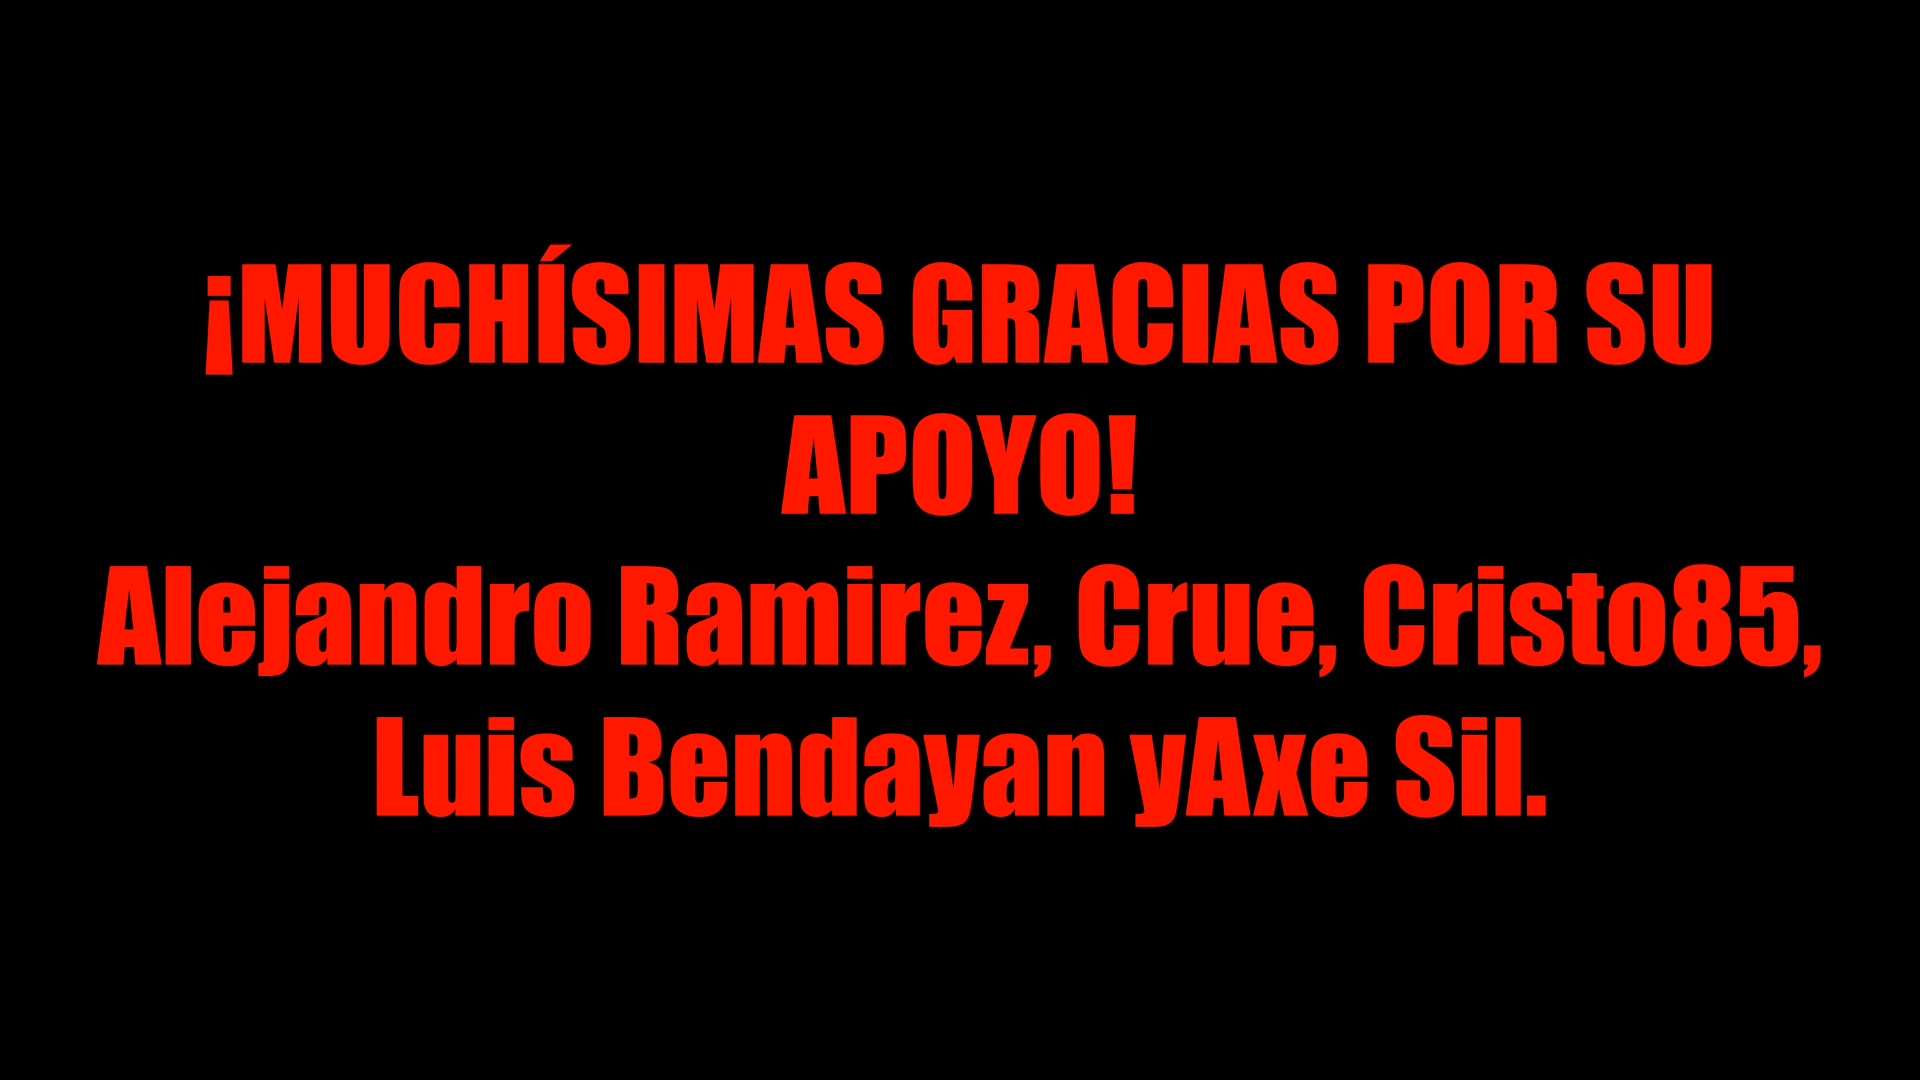 ¡MUCHÍSIMAS GRACIAS POR SU
APOYO!
Alejandro Ramirez, Crue, Cristo85,
Luis Bendayan yAxe Sil.